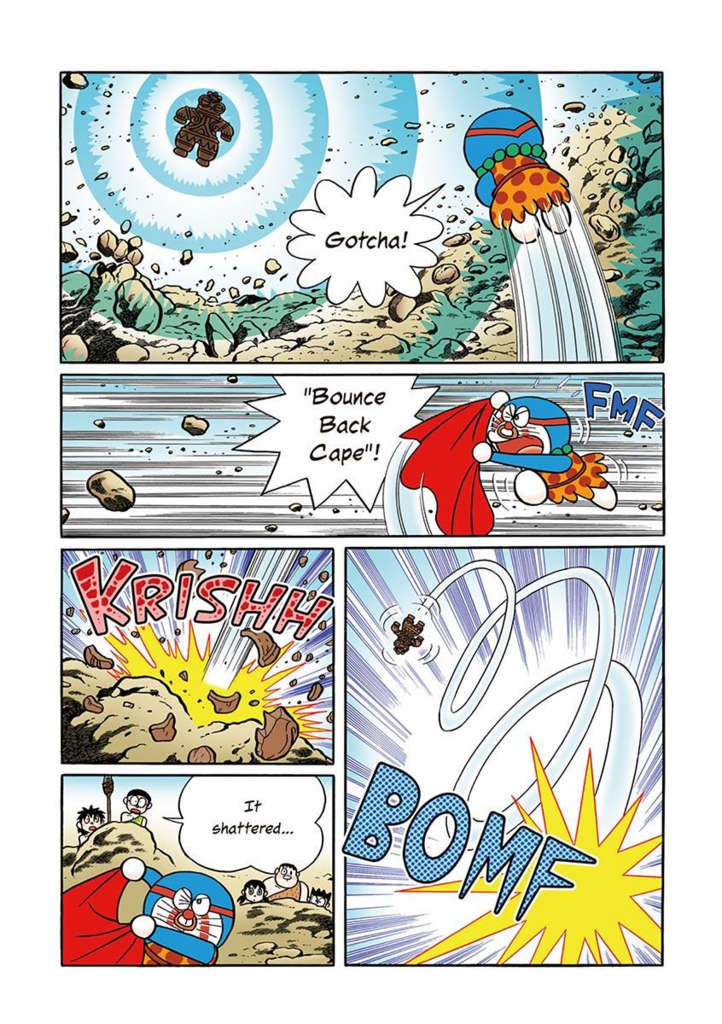 Gotcha!
FMF
"Bounce
Back
Cape"!
BOMF
KRISHH
It
shattered...